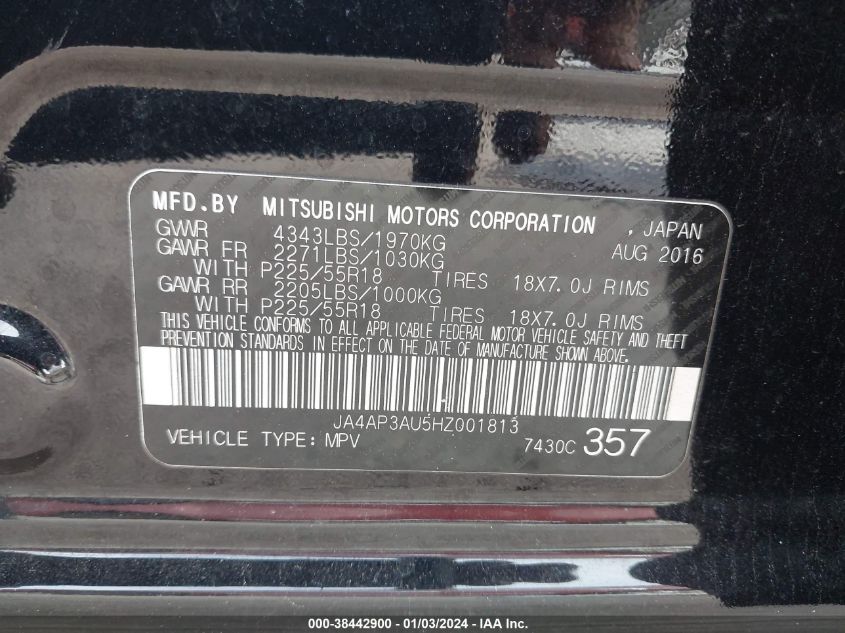 MFD.BY MITSUBISHI MOTORS CORPORATION , JAPAN
GWWR 4343LBS/1970KG AUG 2016
GAWR FR 2271LBS/1030KG
WITH P225/55R18 TIRES 18X7.0J RIMS
GAWR RR 2205LBS/1000KG
WITH P225/55R18 TIRES 18X7.0J RIMS
THIS VEHICLE CONFORMS TO ALL APPLICABLE FEDERAL MOTOR VEHICLE SAFETY AND THEFT
PREVENTION STANDARDS IN EFFECT ON THE DATE OF MANUFACTURE SHOWN ABOVE.
JA4AP3AU5HZ001813
VEHICLE TYPE: MPV 7430C 357
000-38442900 - 01/03/2024 - IAA Inc.